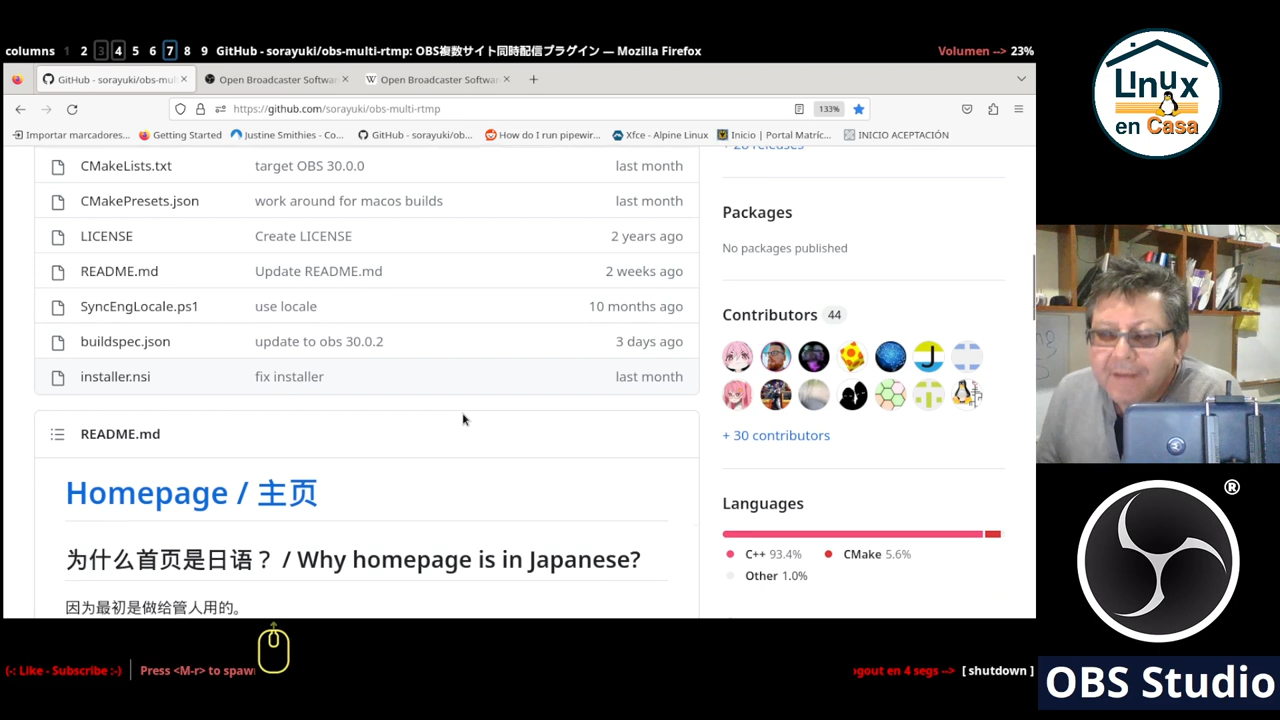 columns 1 2 3 4 5 6 7 8 9 GitHub - sorayuki/obs-multi-rtmp: OBS複数サイト同時配信プラグイン — Mozilla Firefox
Volumen --> 23%
GitHub - sorayuki/obs-mul
Open Broadcaster Softwar
Open Broadcaster Softwar
https://github.com/sorayuki/obs-multi-rtmp
133%
Importar marcadores...
Getting Started
Justine Smithies - Co...
GitHub - sorayuki/ob...
How do I run pipewir...
Xfce - Alpine Linux
Inicio | Portal Matríc...
INICIO ACEPTACIÓN
CMakeLists.txt target OBS 30.0.0 last month
CMakePresets.json work around for macos builds last month
LICENSE Create LICENSE 2 years ago
README.md Update README.md 2 weeks ago
SyncEngLocale.ps1 use locale 10 months ago
buildspec.json update to obs 30.0.2 3 days ago
installer.nsi fix installer last month
README.md
Homepage / 主页
为什么首页是日语？ / Why homepage is in Japanese?
因为最初是做给管人用的。
+ 28 releases
Packages
No packages published
Contributors 44
+ 30 contributors
Languages
C++ 93.4%
CMake 5.6%
Other 1.0%
(-: Like - Subscribe :-)
Press <M-r> to spaw
ogout en 4 segs -->
[ shutdown ]
Linux
en Casa
®
OBS Studio